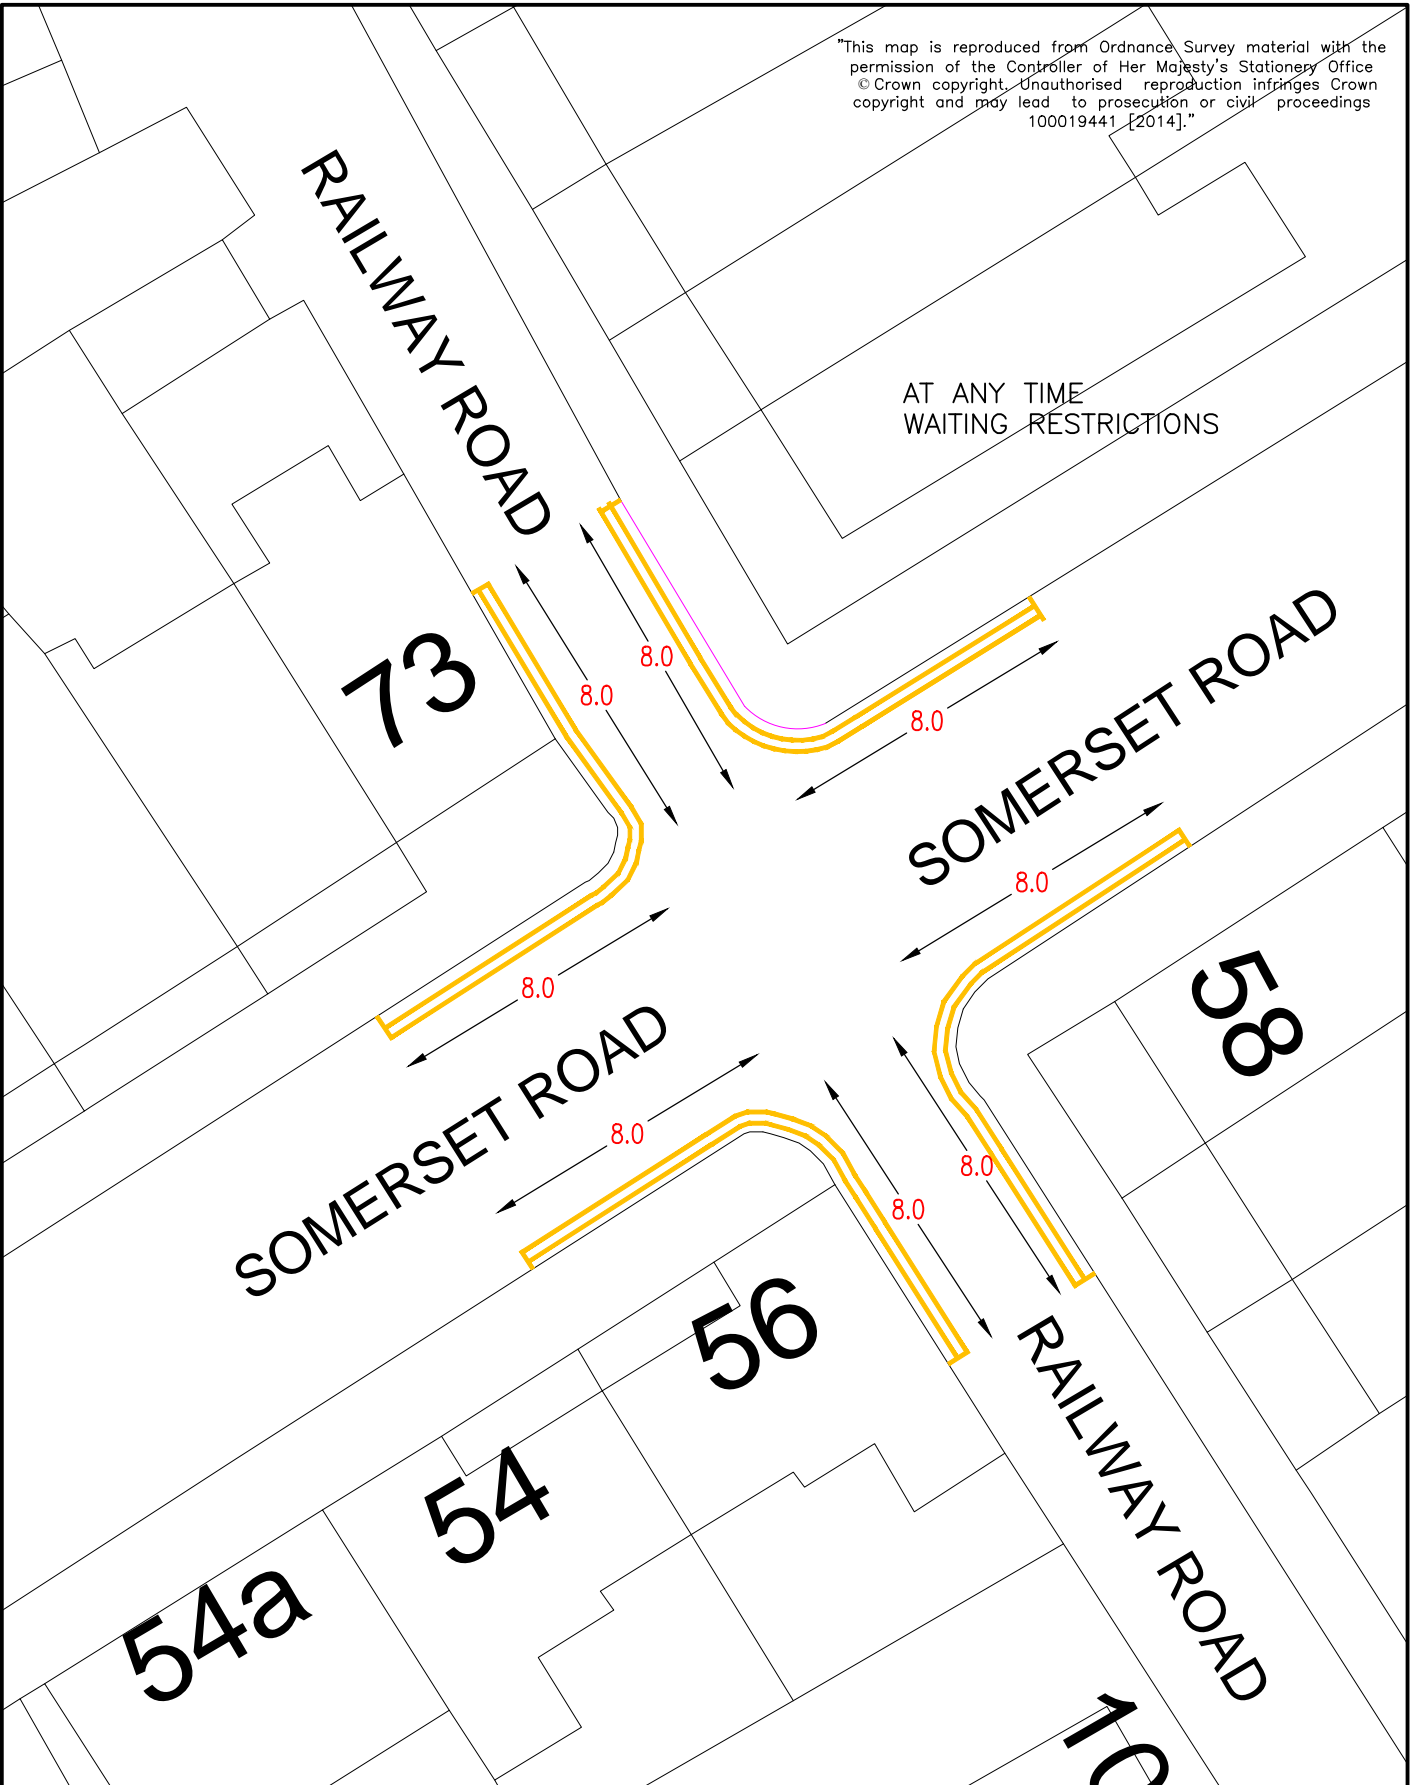 "This map is reproduced from Ordnance Survey material with the
permission of the Controller of Her Majesty's Stationery Office
© Crown copyright. Unauthorised reproduction infringes Crown
copyright and may lead to prosecution or civil proceedings
100019441 [2014]."
RAILWAY ROAD
AT ANY TIME
WAITING RESTRICTIONS
73
8.0
8.0
8.0
SOMERSET ROAD
8.0
58
8.0
SOMERSET ROAD
8.0
8.0
8.0
56
RAILWAY ROAD
54
54a
10